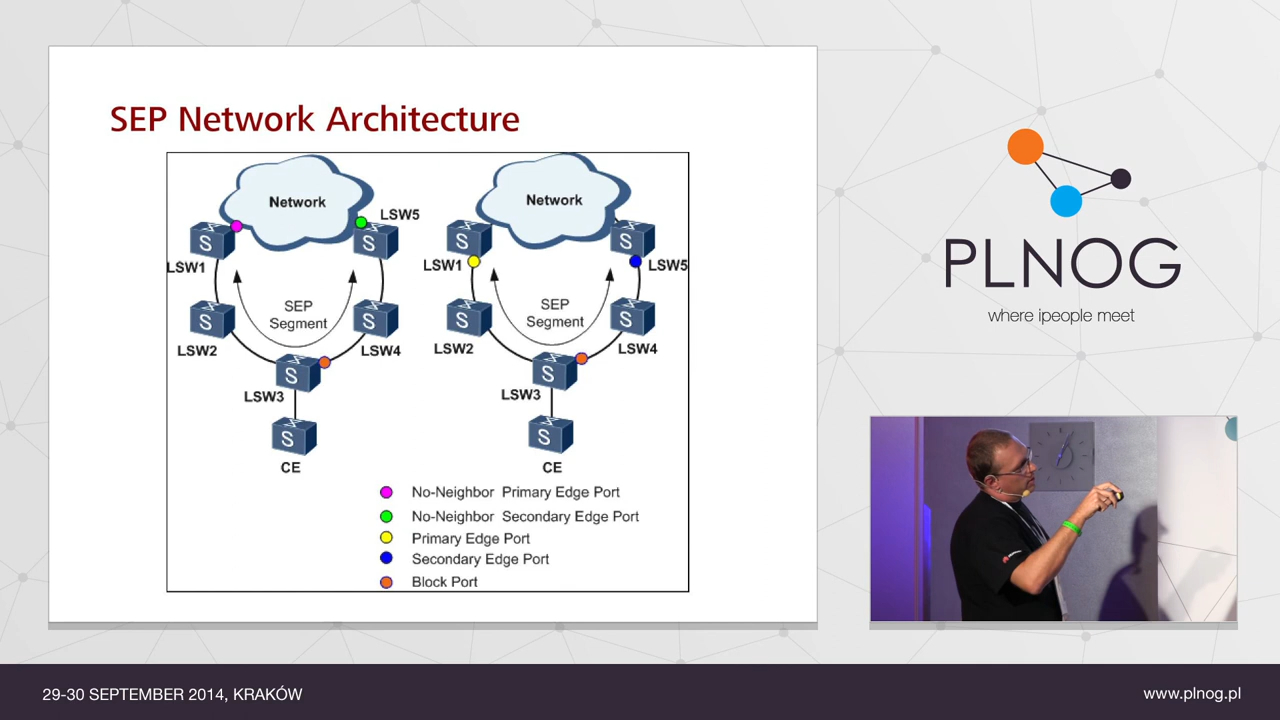 SEP Network Architecture
Network
LSW5
LSW1
SEP
Segment
LSW2
LSW4
LSW3
S
S
S
S
S
S
CE
Network
LSW1
LSW5
SEP
Segment
LSW2
LSW4
LSW3
S
S
S
S
S
S
CE
No-Neighbor Primary Edge Port
No-Neighbor Secondary Edge Port
Primary Edge Port
Secondary Edge Port
Block Port
PLNOG
where ipeople meet
29-30 SEPTEMBER 2014, KRAKÓW
www.plnog.pl